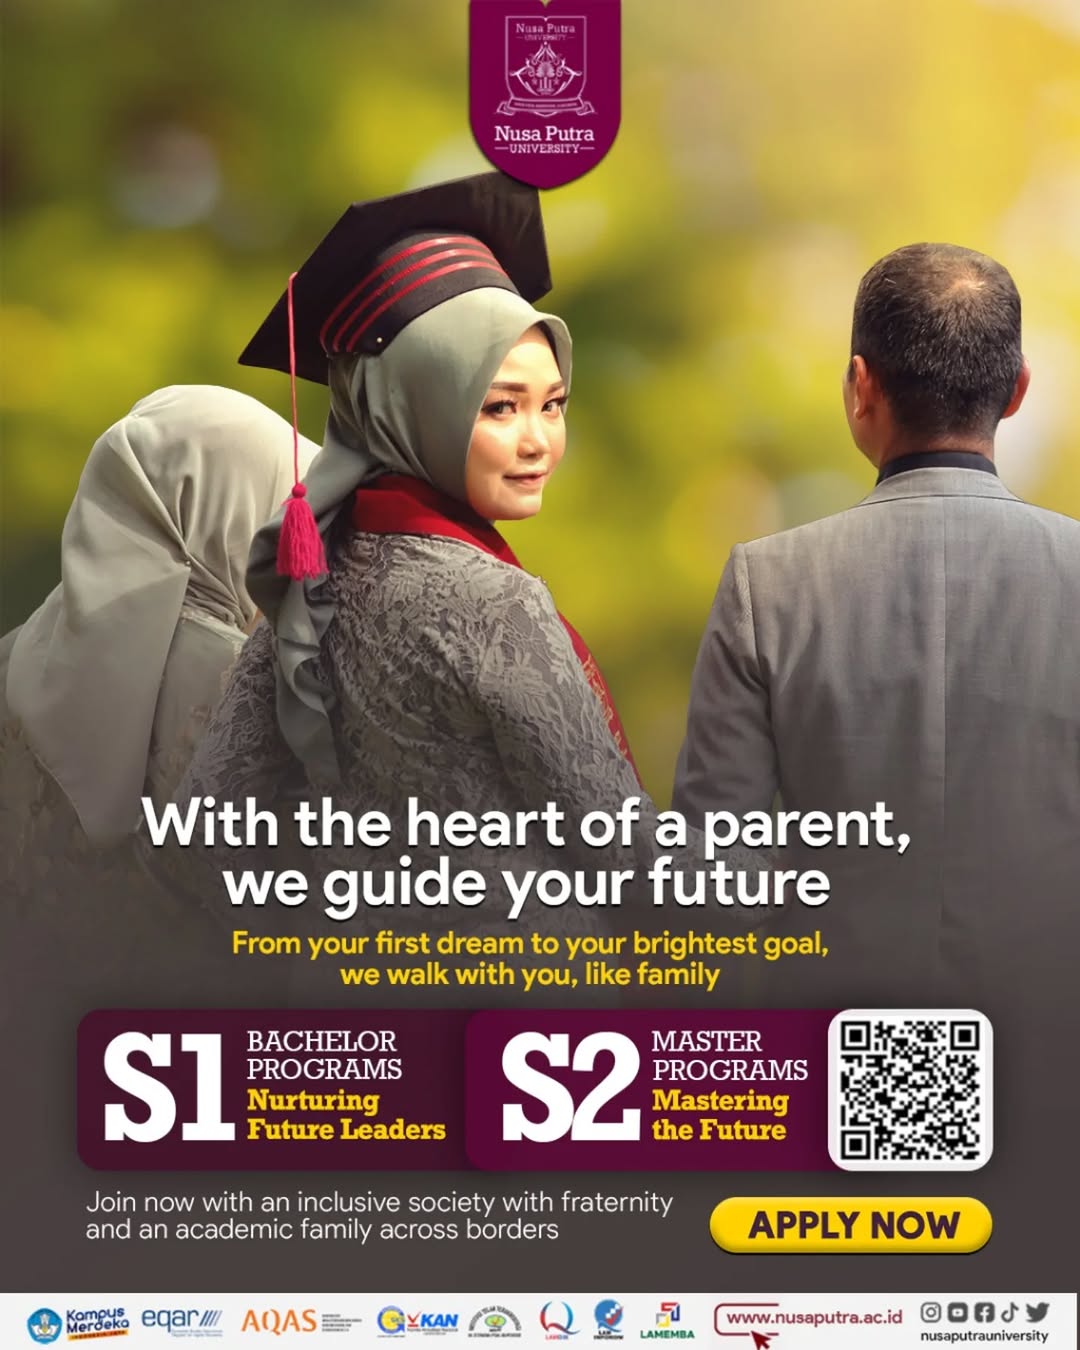 Nusa Putra
UNIVERSITY
Nusa Putra
UNIVERSITY
With the heart of a parent,
we guide your future
From your first dream to your brightest goal,
we walk with you, like family
S1
BACHELOR
PROGRAMS
Nurturing
Future Leaders
S2
MASTER
PROGRAMS
Mastering
the Future
Join now with an inclusive society with fraternity
and an academic family across borders
APPLY NOW
Kampus
Merdeka
eqar
AQAS
KAN
LAMEMBA
www.nusaputra.ac.id
nusaputrauniversity